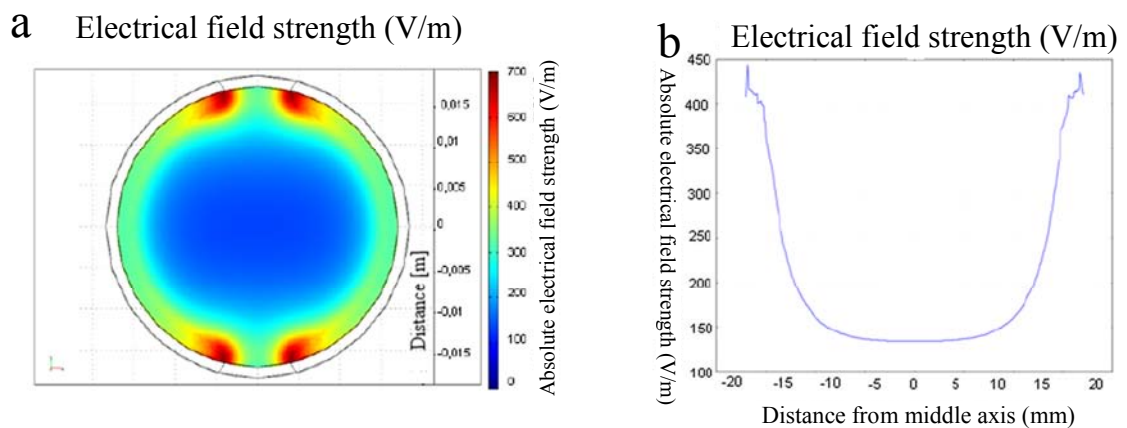 a
Electrical field strength (V/m)
0,015
0,01
0,005
0
-0,005
-0,01
-0,015
Distance [m]
700
600
500
400
300
200
100
0
Absolute electrical field strength (V/m)
b
Electrical field strength (V/m)
Absolute electrical field strength (V/m)
450
400
350
300
250
200
150
100
-20 -15 -10 -5 0 5 10 15 20
Distance from middle axis (mm)